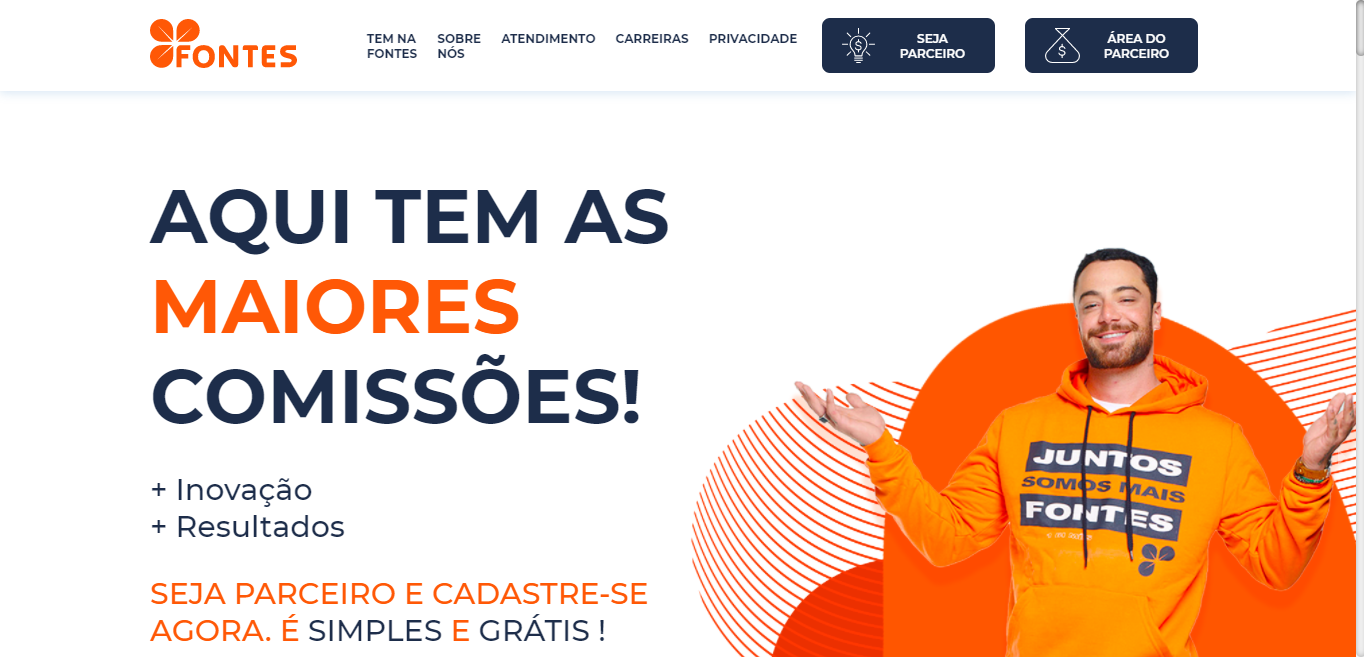 FONTES
TEM NA
FONTES
SOBRE
NÓS
ATENDIMENTO
CARREIRAS
PRIVACIDADE
SEJA
PARCEIRO
ÁREA DO
PARCEIRO
AQUI TEM AS
MAIORES
COMISSÕES!
+ Inovação
+ Resultados
SEJA PARCEIRO E CADASTRE-SE
AGORA. É SIMPLES E GRÁTIS !
JUNTOS
SOMOS MAIS
FONTES